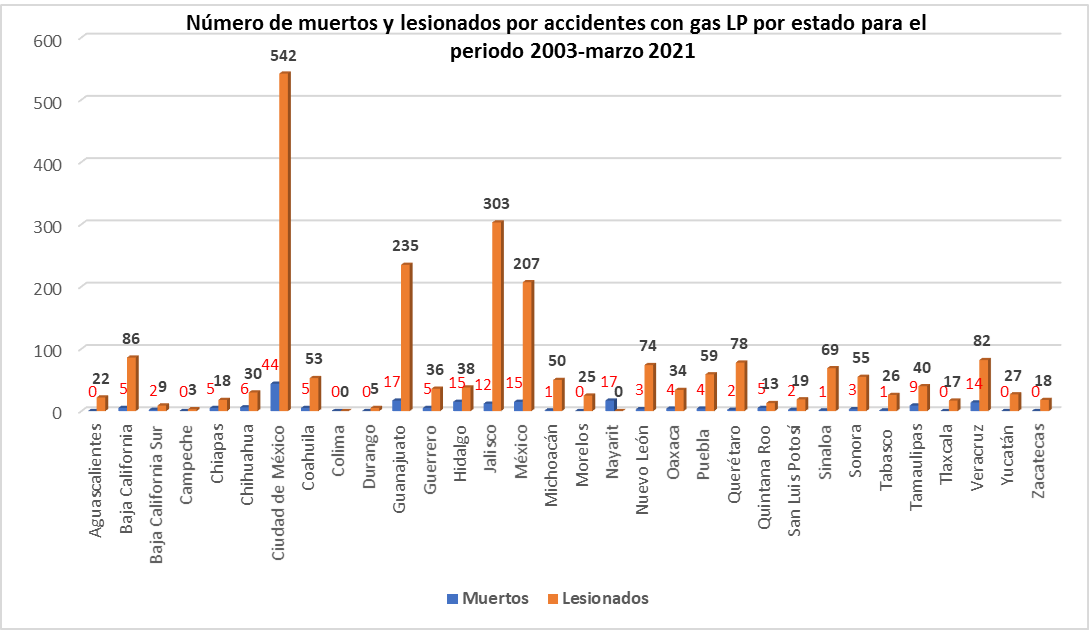 Número de muertos y lesionados por accidentes con gas LP por estado para el
periodo 2003-marzo 2021
600
500
400
300
200
100
0
0 22
5 86
2 9
0 3
5 18
6 30
44 542
5 53
0 0
0 5
17 235
5 36
15 38
12 303
15 207
1 50
0 25
17 0
3 74
4 34
4 59
2 78
5 13
2 19
1 69
3 55
1 26
9 40
0 17
14 82
0 27
0 18
Aguascalientes
Baja California
Baja California Sur
Campeche
Chiapas
Chihuahua
Ciudad de México
Coahuila
Colima
Durango
Guanajuato
Guerrero
Hidalgo
Jalisco
México
Michoacán
Morelos
Nayarit
Nuevo León
Oaxaca
Puebla
Querétaro
Quintana Roo
San Luis Potosí
Sinaloa
Sonora
Tabasco
Tamaulipas
Tlaxcala
Veracruz
Yucatán
Zacatecas
Muertos Lesionados